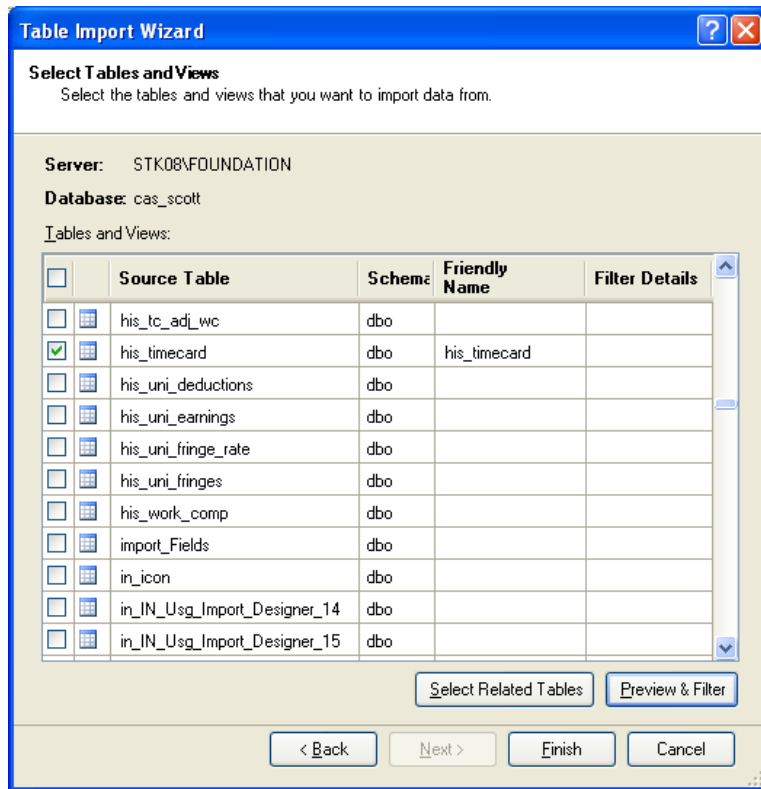 Table Import Wizard
Select Tables and Views
Select the tables and views that you want to import data from.
Server: STK08\FOUNDATION
Database: cas_scott
Tables and Views:
Source Table Schema Friendly Name Filter Details
his_tc_adj_wc dbo
his_timecard dbo his_timecard
his_uni_deductions dbo
his_uni_earnings dbo
his_uni_fringe_rate dbo
his_uni_fringes dbo
his_work_comp dbo
import_Fields dbo
in_icon dbo
in_IN_Usg_Import_Designer_14 dbo
in_IN_Usg_Import_Designer_15 dbo
Select Related Tables Preview & Filter
< Back Next > Finish Cancel